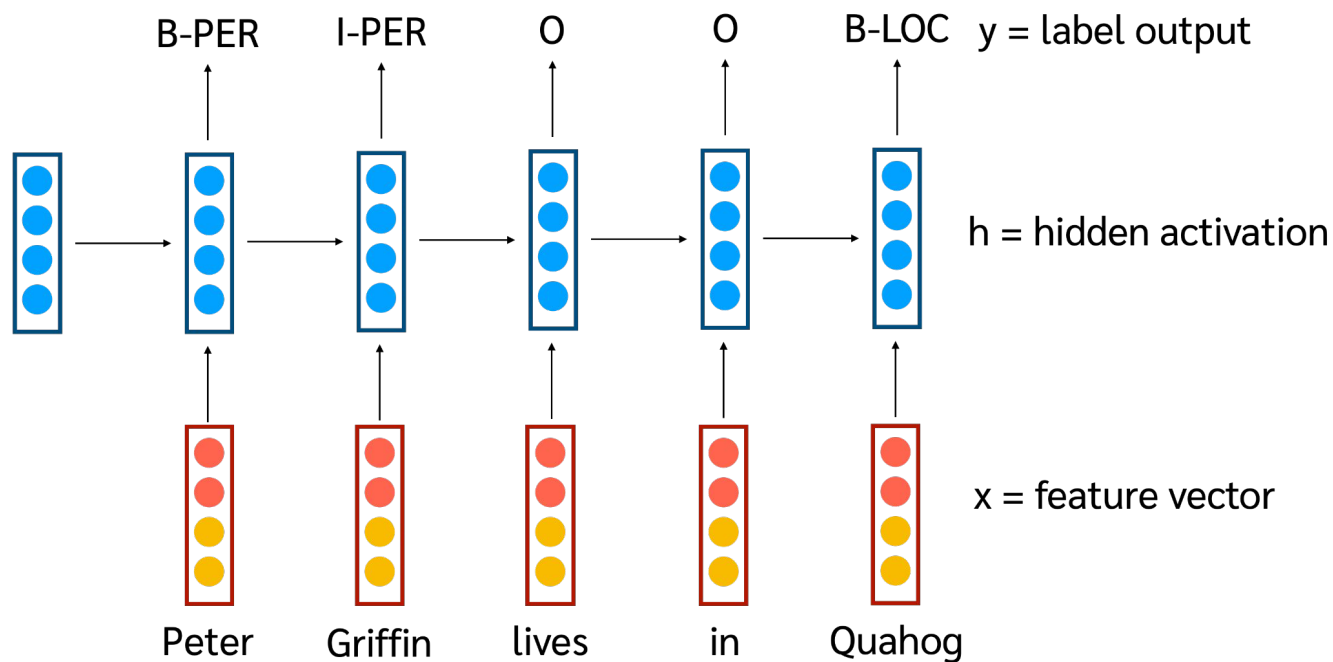 B-PER I-PER O O B-LOC y = label output
h = hidden activation
x = feature vector
Peter Griffin lives in Quahog